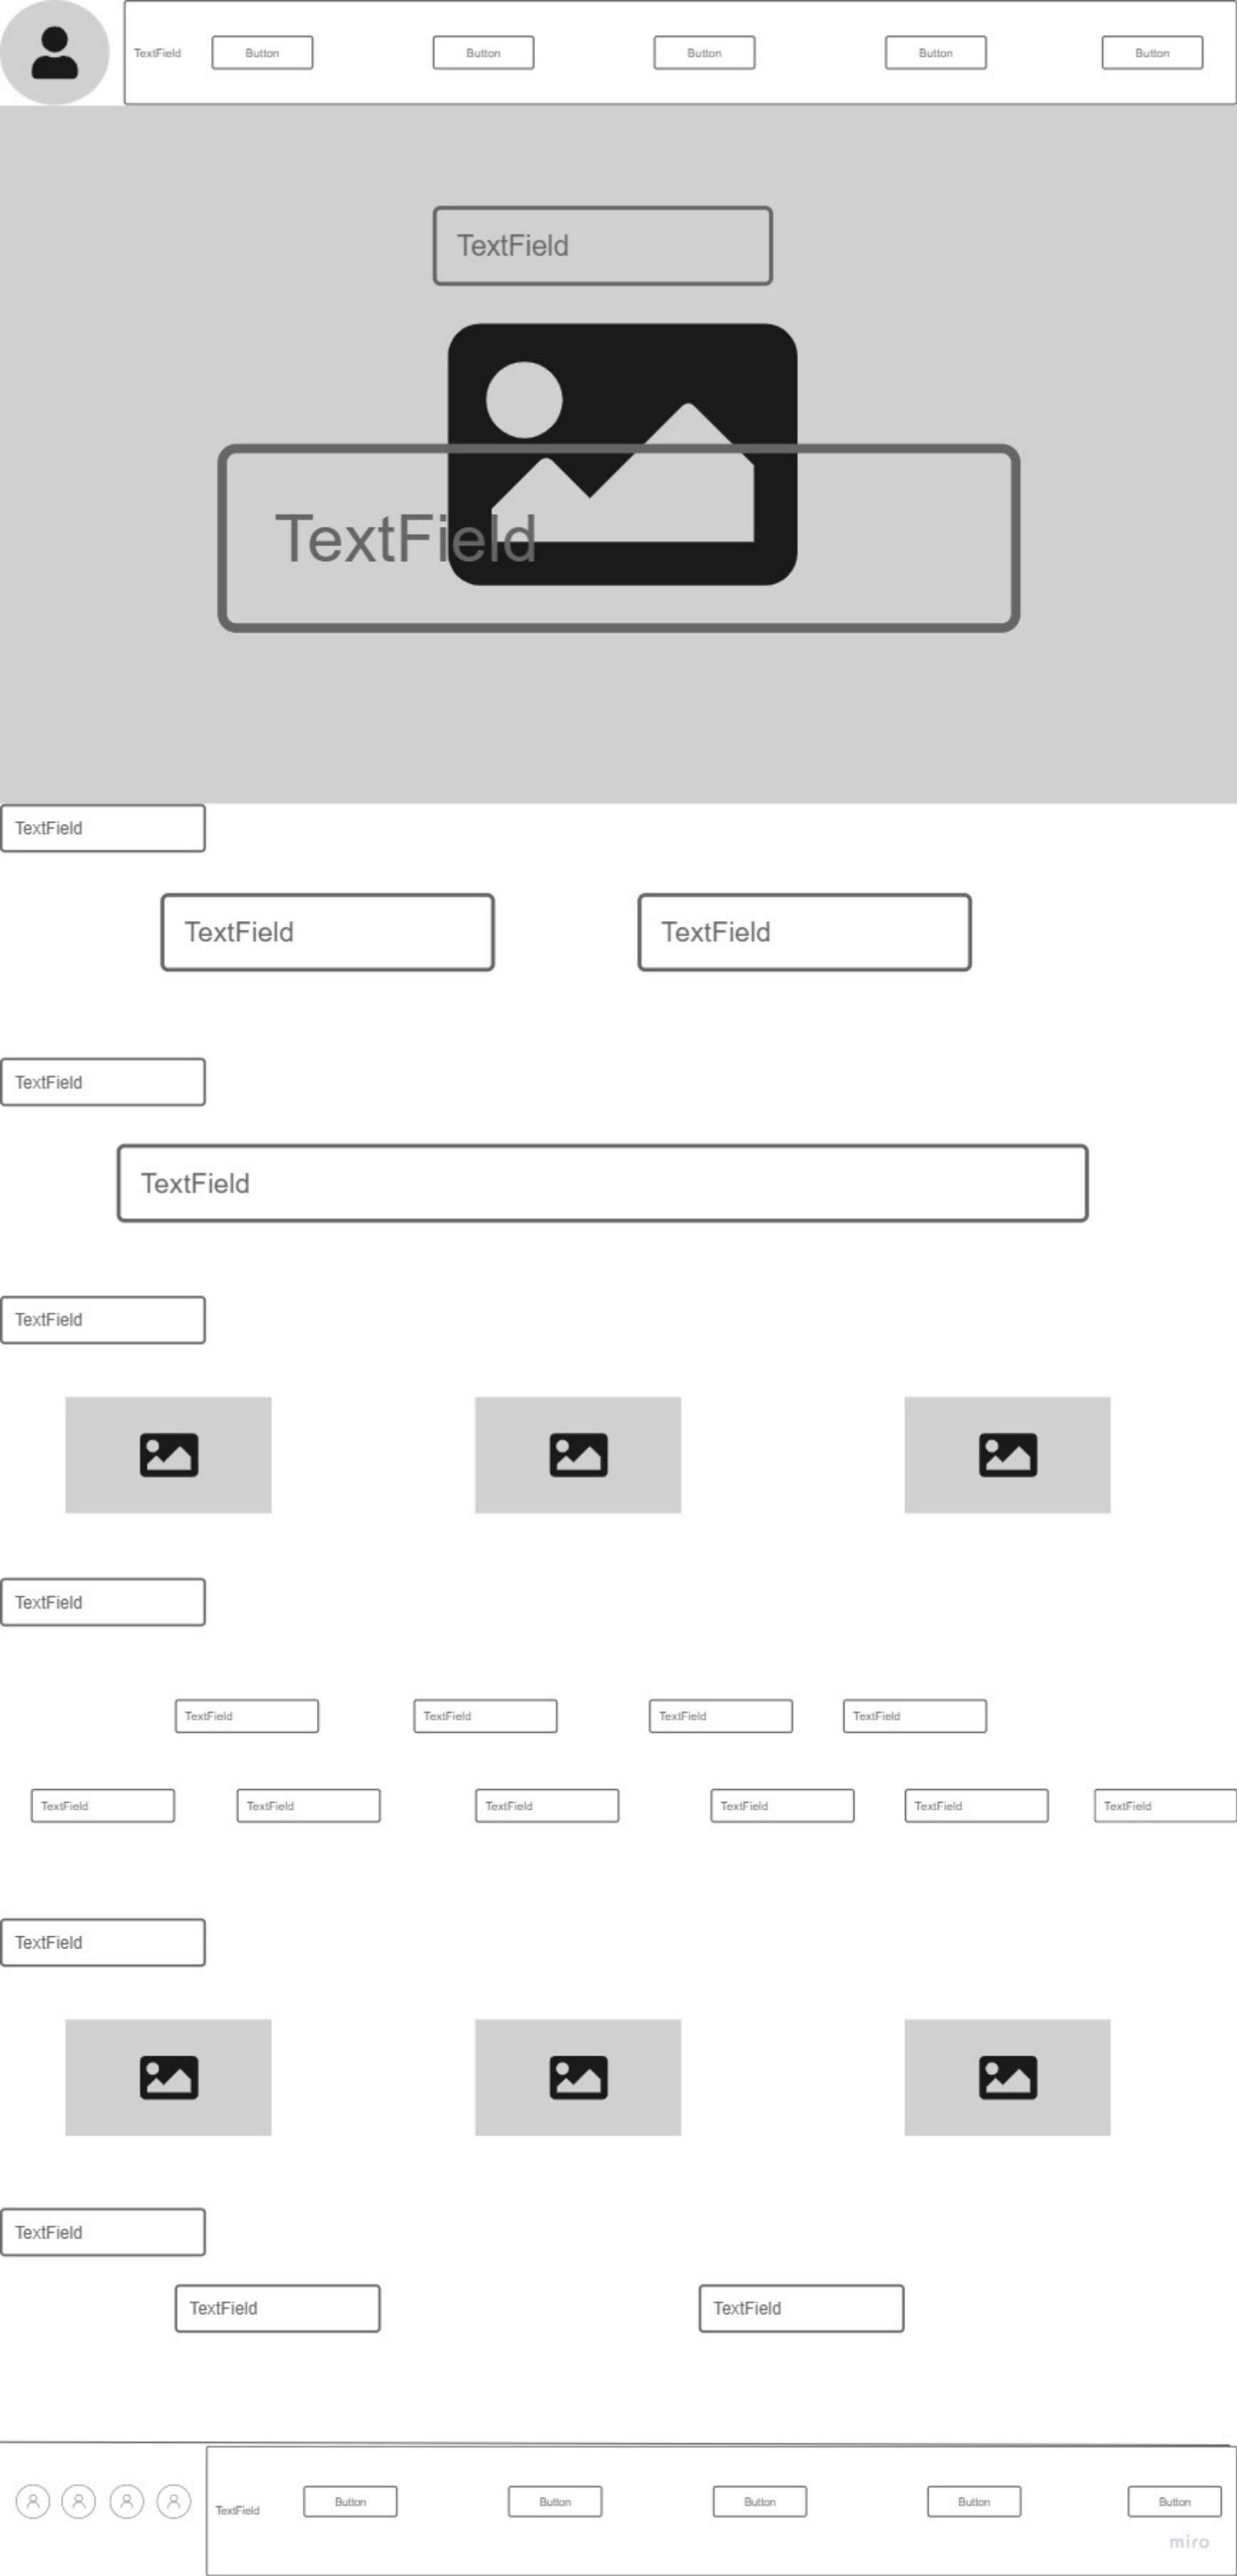 TextField Button Button Button Button Button
TextField
TextField
TextField
TextField TextField
TextField
TextField
TextField
TextField
TextField TextField TextField TextField
TextField TextField TextField TextField TextField TextField
TextField
TextField
TextField TextField
Button Button Button Button Button
TextField
miro